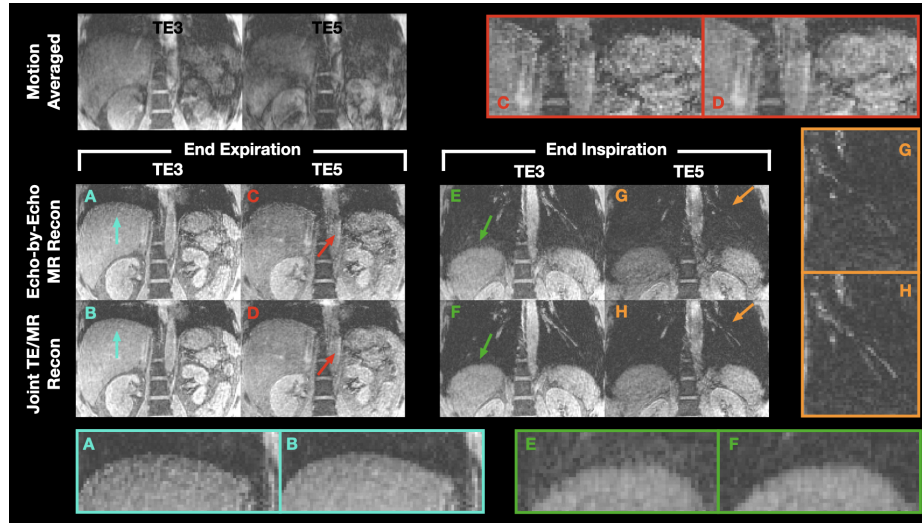 TE3
TE5
Motion
Averaged
C
D
End Expiration
End Inspiration
TE3
TE5
TE3
TE5
G
Echo-by-Echo
MR Recon
A
C
E
G
H
Joint TE/MR
Recon
B
D
F
H
A
B
E
F